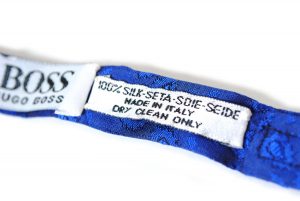 BOSS
HUGO BOSS
100% SILK-SETA-SOIE-SEIDE
MADE IN ITALY
DRY CLEAN ONLY